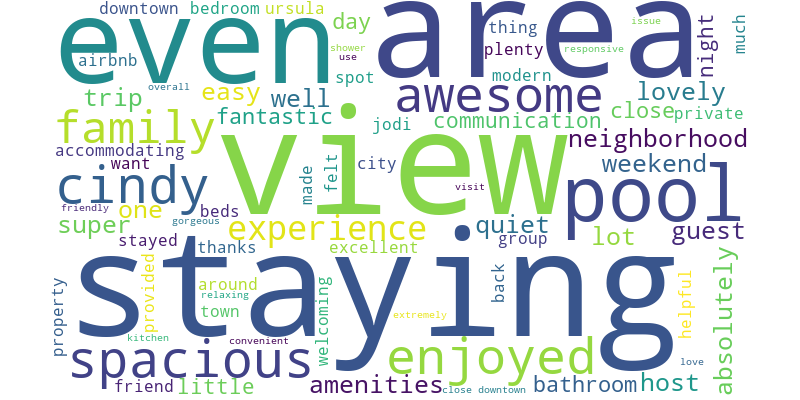 downtown bedroom ursula
even area
day
thing
night
much
issue
shower
use
plenty
responsive
airbnb
spot
modern
overall
trip
easy
well
awesome
lovely
family
fantastic
jodi
communication
close
private
accommodating
want
view
neighborhood
city
weekend
cindy
made
felt
visit
pool
friendly
one
beds
gorgeous
super
experience
quiet
lot
guest
stayed
thanks
excellent
group
staying
property
provided
around
relaxing
town
welcoming
back
helpful
absolutely
extremely
kitchen
convenient
spacious
enjoyed
love
friend
little
amenities
close downtown
bathroom
host